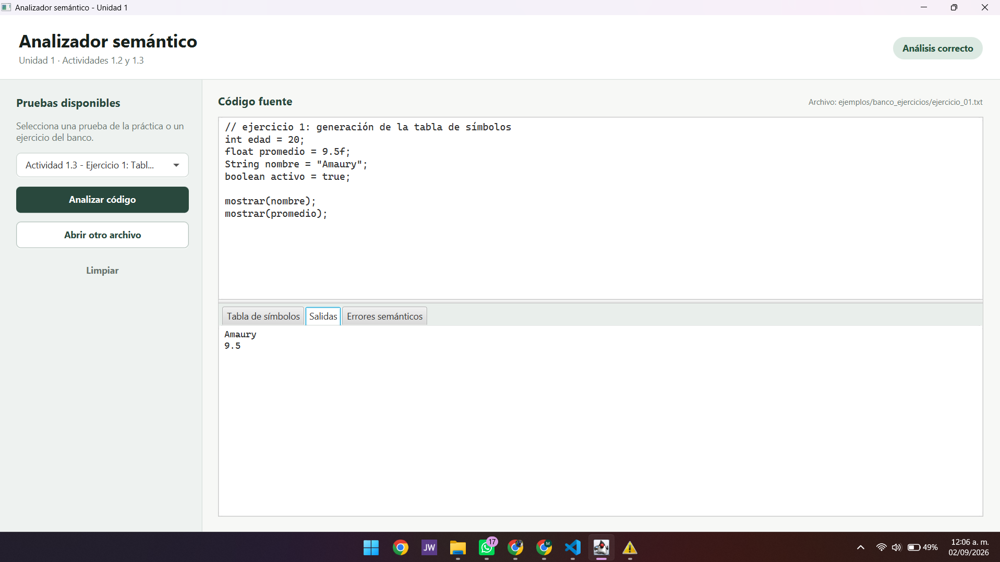 Analizador semántico - Unidad 1
Analizador semántico
Unidad 1 · Actividades 1.2 y 1.3
Análisis correcto
Pruebas disponibles
Selecciona una prueba de la práctica o un
ejercicio del banco.
Actividad 1.3 - Ejercicio 1: Tabl...
Analizar código
Abrir otro archivo
Limpiar
Código fuente
Archivo: ejemplos/banco_ejercicios/ejercicio_01.txt
// ejercicio 1: generación de la tabla de símbolos
int edad = 20;
float promedio = 9.5f;
String nombre = "Amaury";
boolean activo = true;
mostrar(nombre);
mostrar(promedio);
Tabla de símbolos
Salidas
Errores semánticos
Amaury
9.5
JW
17
M
49%
12:06 a. m.
02/09/2026